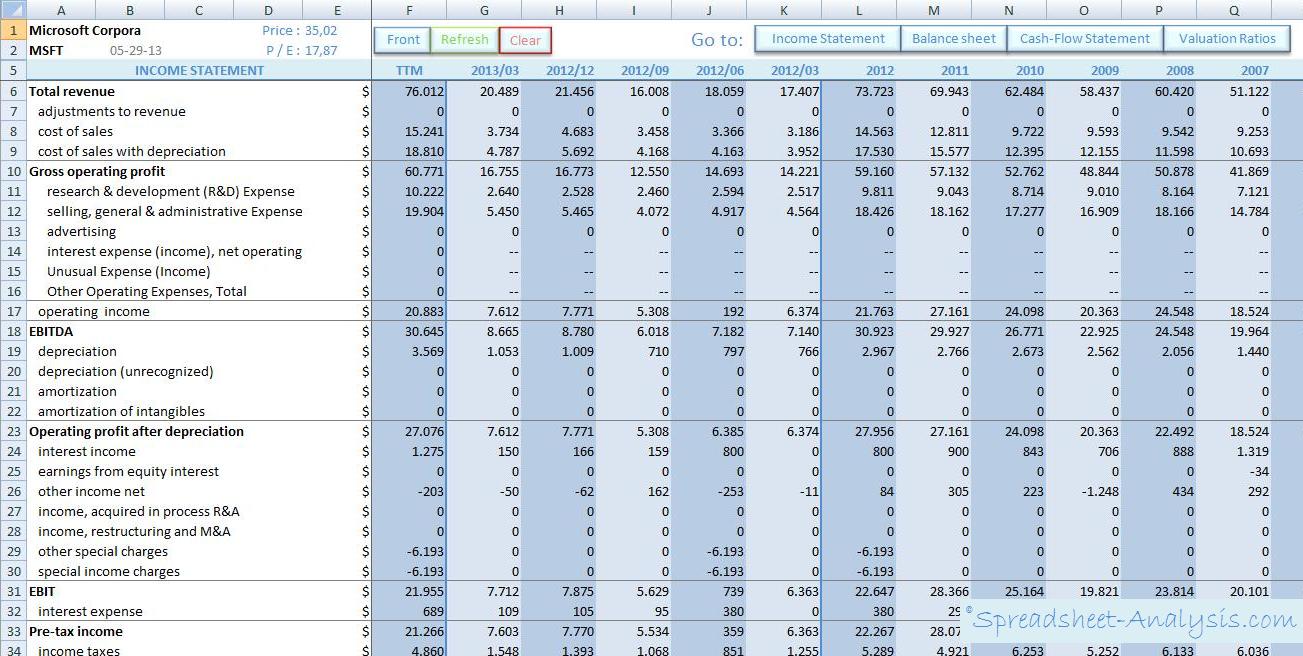 A B C D E F G H I J K L M N O P Q
1 Microsoft Corpora Price : 35,02 Front Refresh Clear Go to: Income Statement Balance sheet Cash-Flow Statement Valuation Ratios
2 MSFT 05-29-13 P / E : 17,87
5 INCOME STATEMENT TTM 2013/03 2012/12 2012/09 2012/06 2012/03 2012 2011 2010 2009 2008 2007
6 Total revenue $ 76.012 20.489 21.456 16.008 18.059 17.407 73.723 69.943 62.484 58.437 60.420 51.122
7 adjustments to revenue $ 0 0 0 0 0 0 0 0 0 0 0 0
8 cost of sales $ 15.241 3.734 4.683 3.458 3.366 3.186 14.563 12.811 9.722 9.593 9.542 9.253
9 cost of sales with depreciation $ 18.810 4.787 5.692 4.168 4.163 3.952 17.530 15.577 12.395 12.155 11.598 10.693
10 Gross operating profit $ 60.771 16.755 16.773 12.550 14.693 14.221 59.160 57.132 52.762 48.844 50.878 41.869
11 research & development (R&D) Expense $ 10.222 2.640 2.528 2.460 2.594 2.517 9.811 9.043 8.714 9.010 8.164 7.121
12 selling, general & administrative Expense $ 19.904 5.450 5.465 4.072 4.917 4.564 18.426 18.162 17.277 16.909 18.166 14.784
13 advertising $ 0 0 0 0 0 0 0 0 0 0 0 0
14 interest expense (income), net operating $ 0 -- -- -- -- -- -- -- -- -- -- --
15 Unusual Expense (Income) $ 0 -- -- -- -- -- -- -- -- -- -- --
16 Other Operating Expenses, Total $ 0 -- -- -- -- -- -- -- -- -- -- --
17 operating income $ 20.883 7.612 7.771 5.308 192 6.374 21.763 27.161 24.098 20.363 24.548 18.524
18 EBITDA $ 30.645 8.665 8.780 6.018 7.182 7.140 30.923 29.927 26.771 22.925 24.548 19.964
19 depreciation $ 3.569 1.053 1.009 710 797 766 2.967 2.766 2.673 2.562 2.056 1.440
20 depreciation (unrecognized) $ 0 0 0 0 0 0 0 0 0 0 0 0
21 amortization $ 0 0 0 0 0 0 0 0 0 0 0 0
22 amortization of intangibles $ 0 0 0 0 0 0 0 0 0 0 0 0
23 Operating profit after depreciation $ 27.076 7.612 7.771 5.308 6.385 6.374 27.956 27.161 24.098 20.363 22.492 18.524
24 interest income $ 1.275 150 166 159 800 0 800 900 843 706 888 1.319
25 earnings from equity interest $ 0 0 0 0 0 0 0 0 0 0 0 -34
26 other income net $ -203 -50 -62 162 -253 -11 84 305 223 -1.248 434 292
27 income, acquired in process R&A $ 0 0 0 0 0 0 0 0 0 0 0 0
28 income, restructuring and M&A $ 0 0 0 0 0 0 0 0 0 0 0 0
29 other special charges $ -6.193 0 0 0 -6.193 0 -6.193 0 0 0 0 0
30 special income charges $ -6.193 0 0 0 -6.193 0 -6.193 0 0 0 0 0
31 EBIT $ 21.955 7.712 7.875 5.629 739 6.363 22.647 28.366 25.164 19.821 23.814 20.101
32 interest expense $ 689 109 105 95 380 0 380 29
©Spreadsheet-Analysis.com
33 Pre-tax income $ 21.266 7.603 7.770 5.534 359 6.363 22.267 28.07
34 income taxes $ 4.860 1.548 1.393 1.068 851 1.255 5.289 4.921 6.253 5.252 6.133 6.036